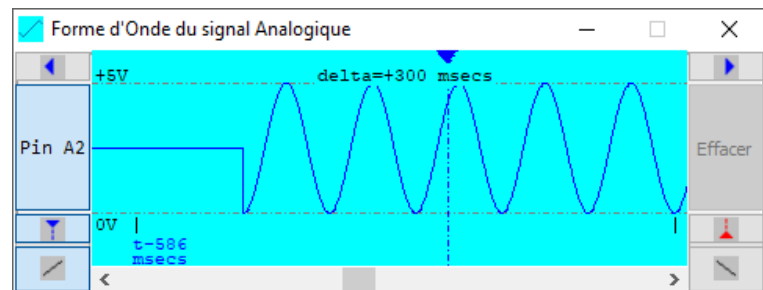 Forme d'Onde du signal Analogique
+5V
delta=+300 msecs
Pin A2
Effacer
0V
t-586
msecs